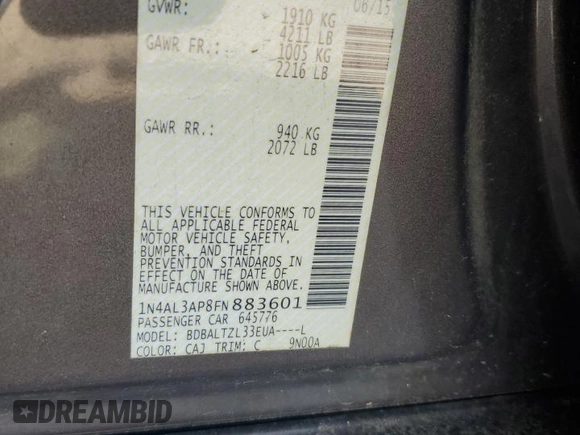 GVWR: 1910 KG 06/15
4211 LB
GAWR FR.: 1005 KG
2216 LB
GAWR RR.: 940 KG
2072 LB
THIS VEHICLE CONFORMS TO
ALL APPLICABLE FEDERAL
MOTOR VEHICLE SAFETY,
BUMPER, AND THEFT
PREVENTION STANDARDS IN
EFFECT ON THE DATE OF
MANUFACTURE SHOWN ABOVE.
1N4AL3AP8FN883601
PASSENGER CAR 645776
MODEL: BDBALTZL33EUA----L
COLOR: CAJ TRIM: C 9N00A
DREAMBID